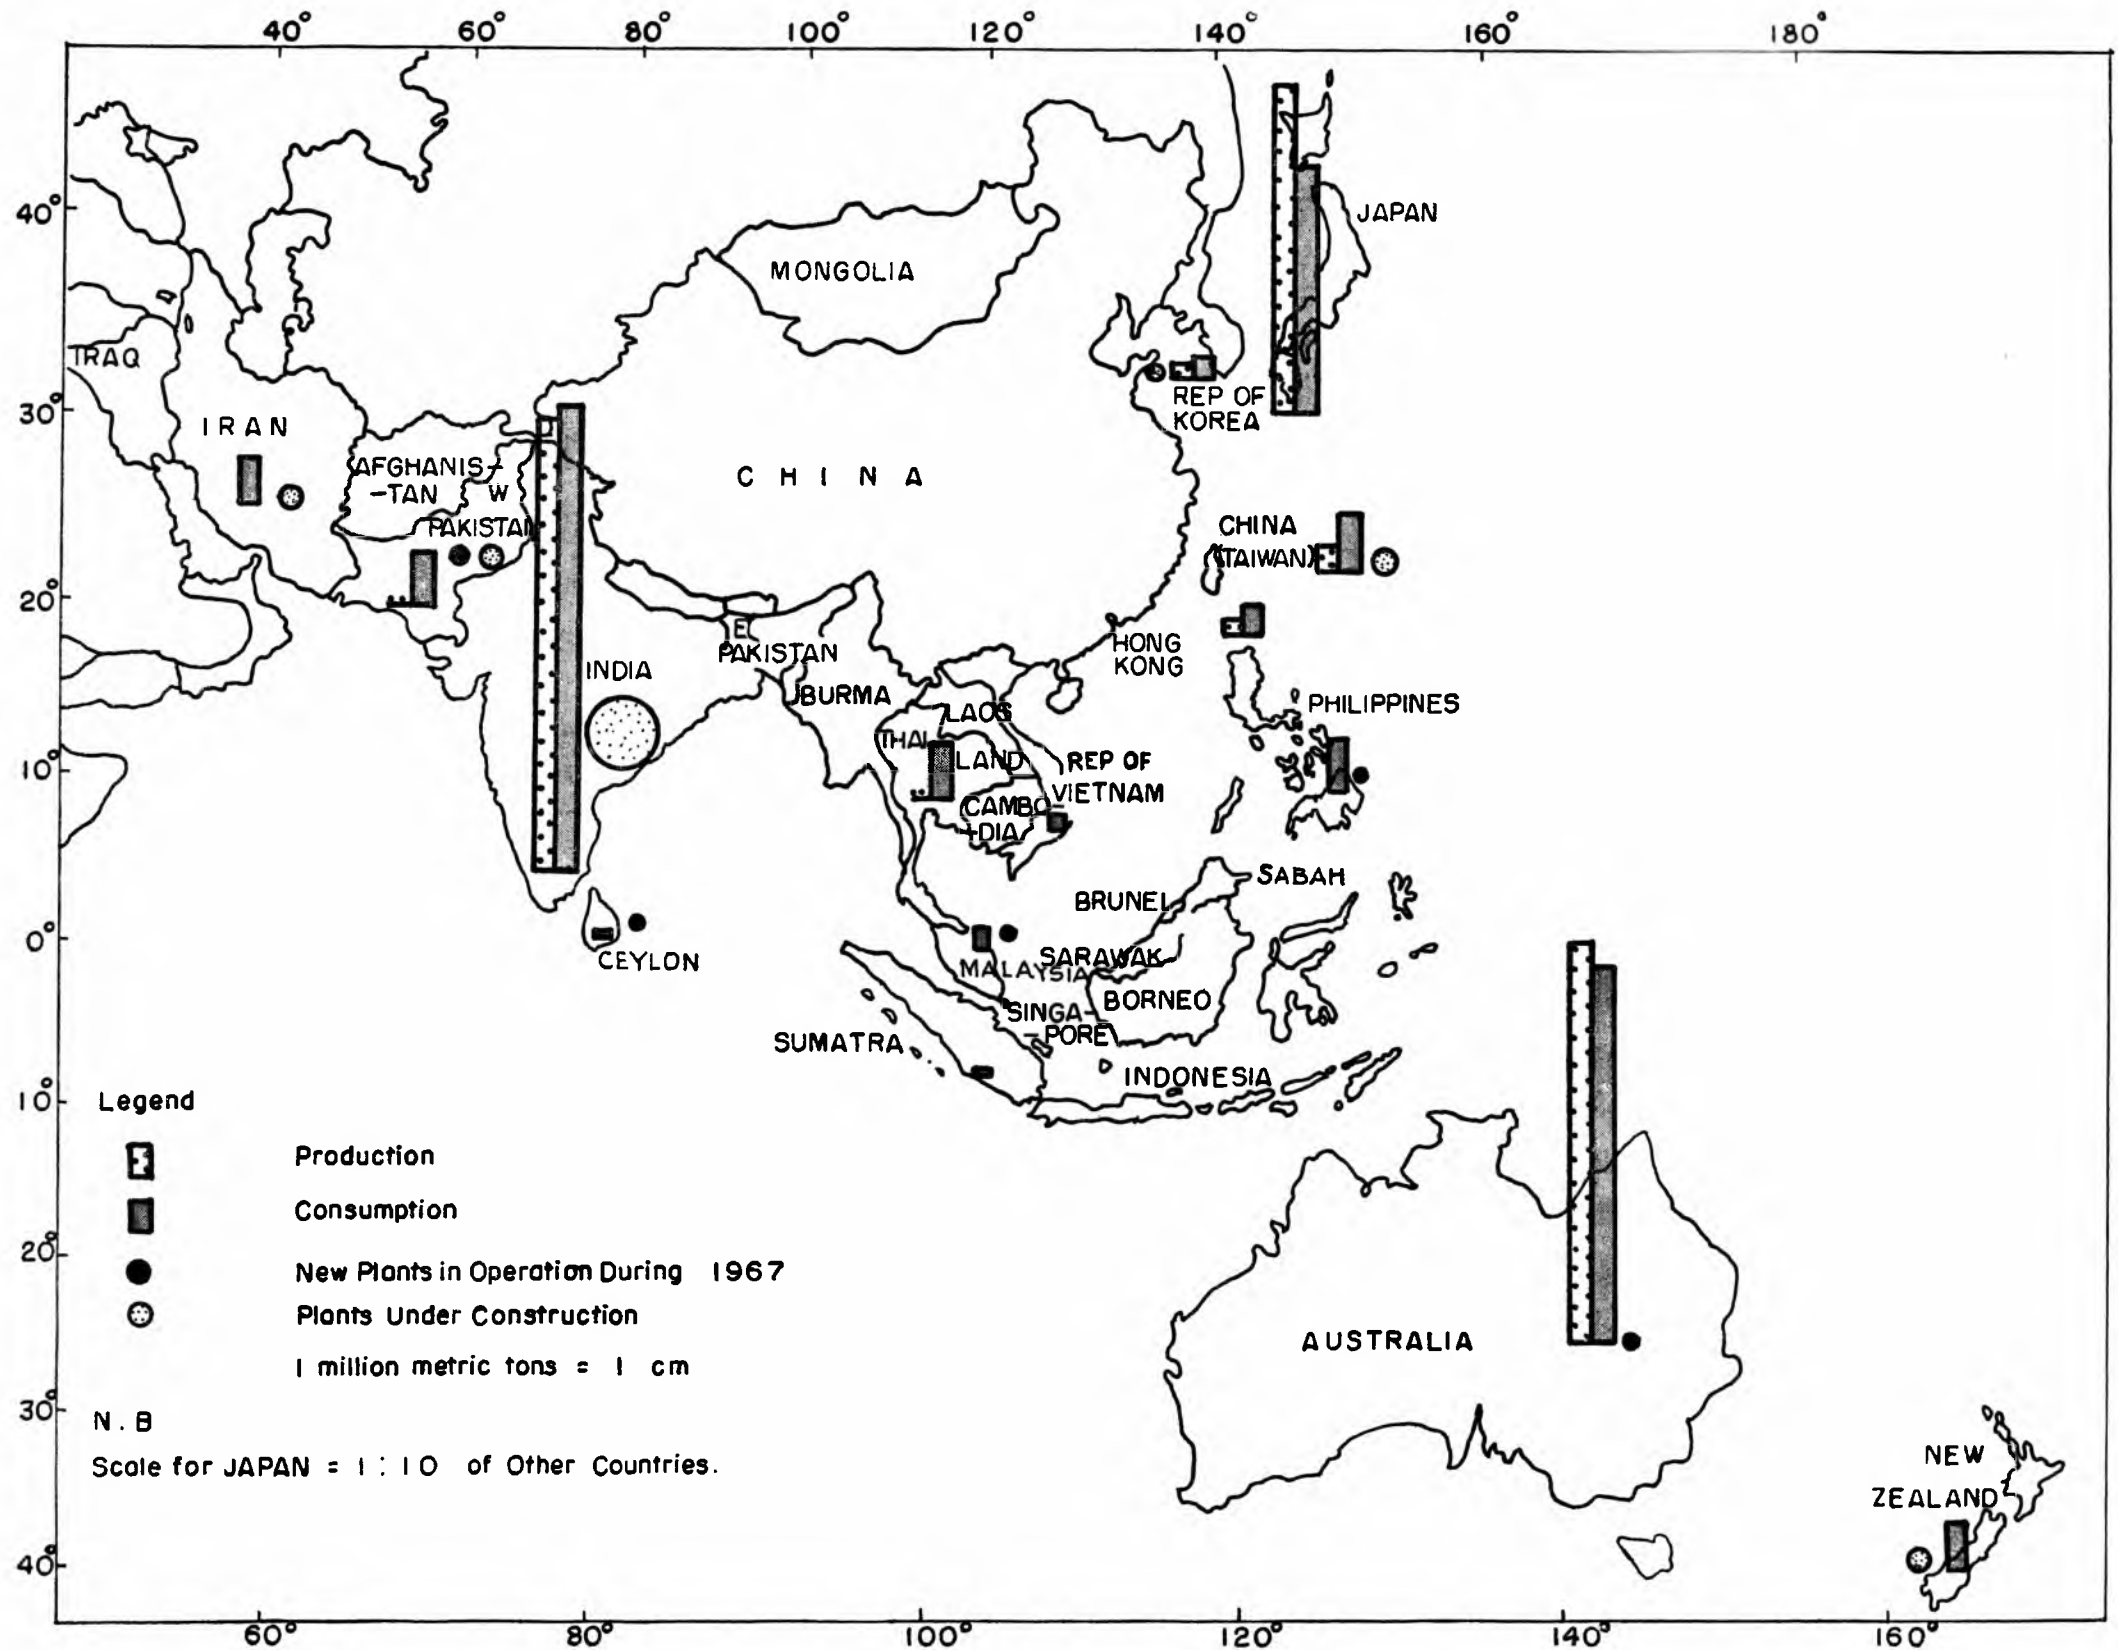 40° 60° 80° 100° 120° 140° 160° 180°
40°
30°
20°
10°
0°
10°
20°
30°
40°
JAPAN
MONGOLIA
IRAQ
REP OF
KOREA
IRAN
AFGHANIS-
-TAN
W
PAKISTAN
CHINA
CHINA
(TAIWAN)
E
PAKISTAN
HONG
KONG
INDIA
BURMA
LAOS
PHILIPPINES
THAI
LAND
REP OF
VIETNAM
CAMBO-
-DIA
SABAH
BRUNEI
CEYLON
SARAWAK
MALAYSIA
BORNEO
SINGA-
-PORE
SUMATRA
INDONESIA
AUSTRALIA
NEW
ZEALAND
Legend
Production
Consumption
New Plants in Operation During 1967
Plants Under Construction
1 million metric tons = 1 cm
N.B
Scale for JAPAN = 1:10 of Other Countries.
60° 80° 100° 120° 140° 160°